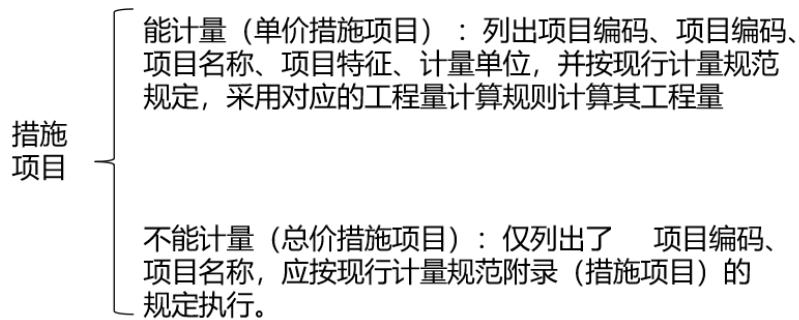 能计量（单价措施项目）：列出项目编码、项目编码、
项目名称、项目特征、计量单位，并按现行计量规范
规定，采用对应的工程量计算规则计算其工程量
措施
项目
不能计量（总价措施项目）：仅列出了 项目编码、
项目名称，应按现行计量规范附录（措施项目）的
规定执行。